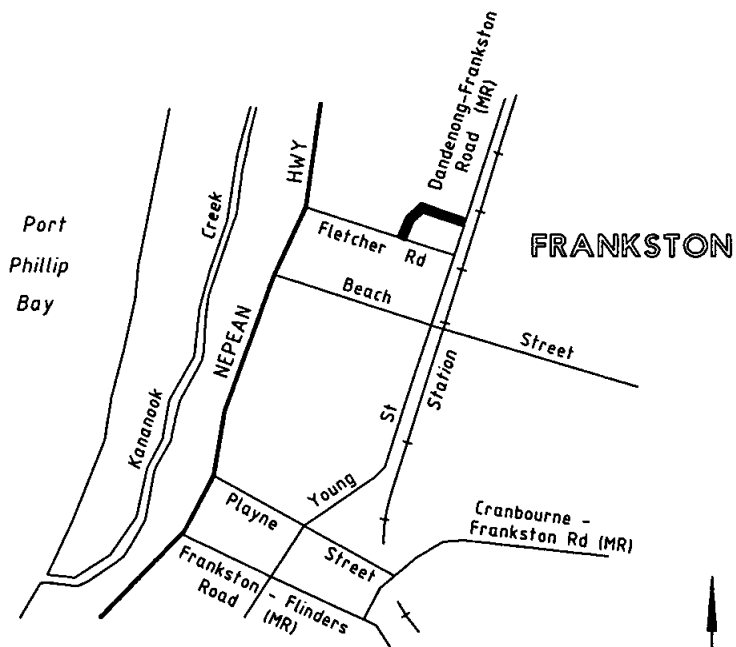 Dandenong-Frankston
Road (MR)
HWY
Creek
Port
Phillip
Bay
Fletcher Rd
FRANKSTON
Beach Street
NEPEAN
Station
St
Kananook
Young
Playne Street
Cranbourne -
Frankston Rd (MR)
Frankston - Flinders
Road (MR)